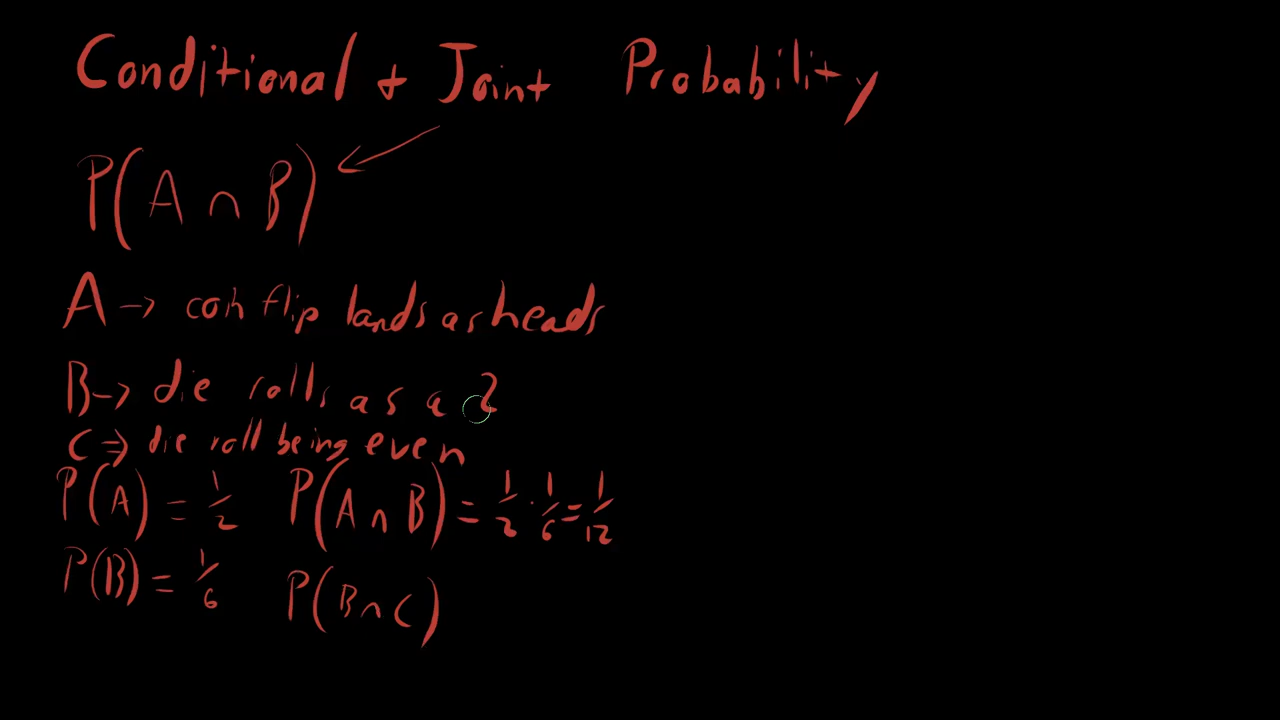 Conditional + Joint Probability
P(A ∩ B)
A → coin flip lands as heads
B → die rolls as a 2
C ⇒ die roll being even
P(A) = 1/2 P(A ∩ B) = 1/2 · 1/6 = 1/12
P(B) = 1/6 P(B ∩ C)